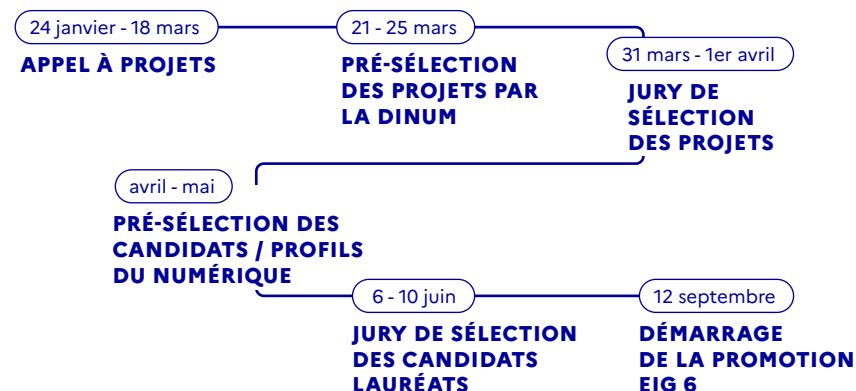 24 janvier - 18 mars
APPEL À PROJETS
21 - 25 mars
PRÉ-SÉLECTION
DES PROJETS PAR
LA DINUM
31 mars - 1er avril
JURY DE
SÉLECTION
DES PROJETS
avril - mai
PRÉ-SÉLECTION DES
CANDIDATS / PROFILS
DU NUMÉRIQUE
6 - 10 juin
JURY DE SÉLECTION
DES CANDIDATS
LAURÉATS
12 septembre
DÉMARRAGE
DE LA PROMOTION
EIG 6